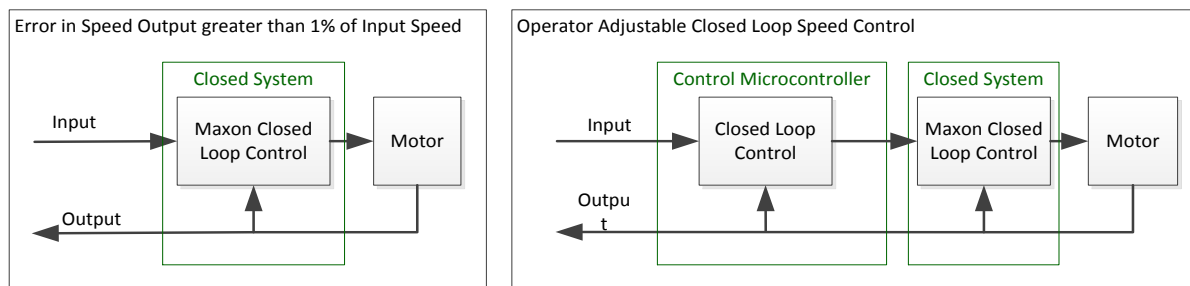 Error in Speed Output greater than 1% of Input Speed
Closed System
Input
Maxon Closed
Loop Control
Motor
Output
Operator Adjustable Closed Loop Speed Control
Control Microcontroller
Closed System
Input
Closed Loop
Control
Maxon Closed
Loop Control
Motor
Outpu
t